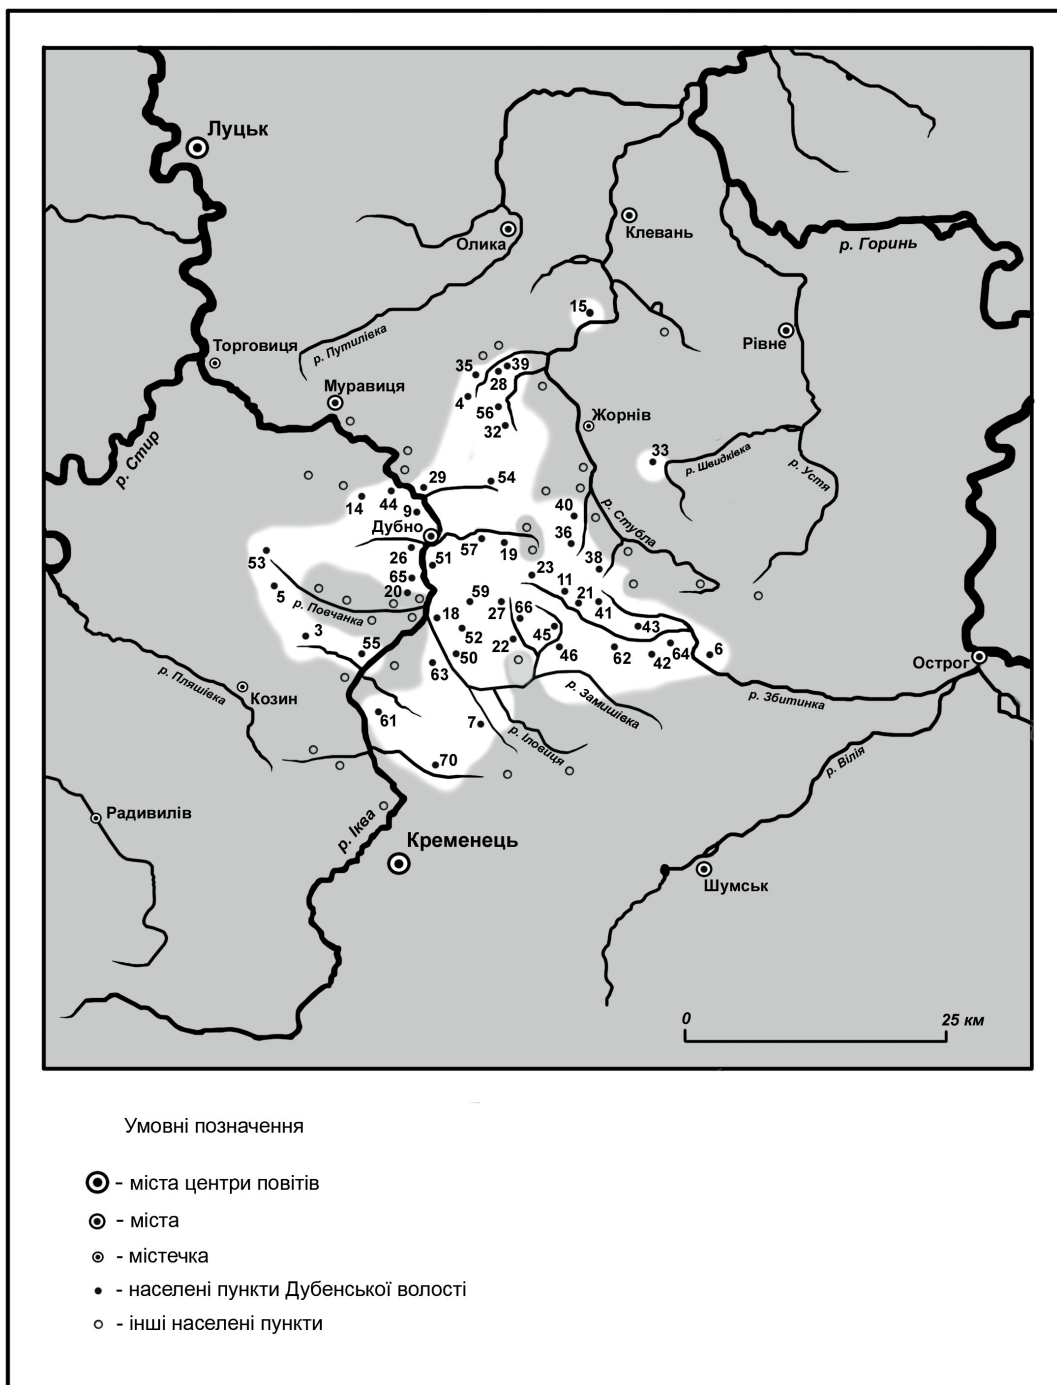 Луцьк
Клевань
Олика
р. Горинь
15
Рівне
р. Путилівка
Торговиця
39
35
28
Муравиця
4
56
Жорнів
32
р. Стир
33
р. Швидківка
р. Устя
29
54
44
14
9
40
р. Стубла
Дубно
36
57
19
26
51
53
38
23
65
11
20
59
21
5
р. Повчанка
27
41
18
66
3
52
45
43
22
55
50
46
62
42
64
6
Острог
63
р. Пляшівка
Козин
р. Замишівка
р. Збитинка
61
7
р. Іловиця
70
р. Вілія
Радивилів
р. Іква
Кременець
Шумськ
0
25 км
Умовні позначення
- міста центри повітів
- міста
- містечка
- населені пункти Дубенської волості
- інші населені пункти